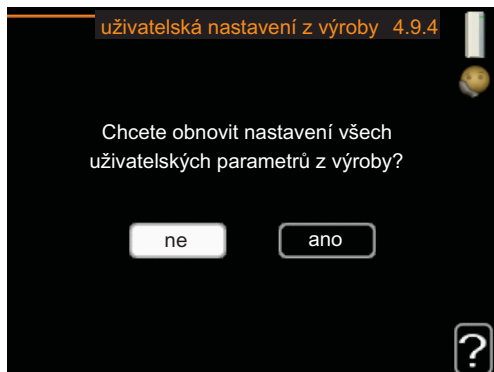 uživatelská nastavení z výroby 4.9.4
Chcete obnovit nastavení všech
uživatelských parametrů z výroby?
ne ano
?